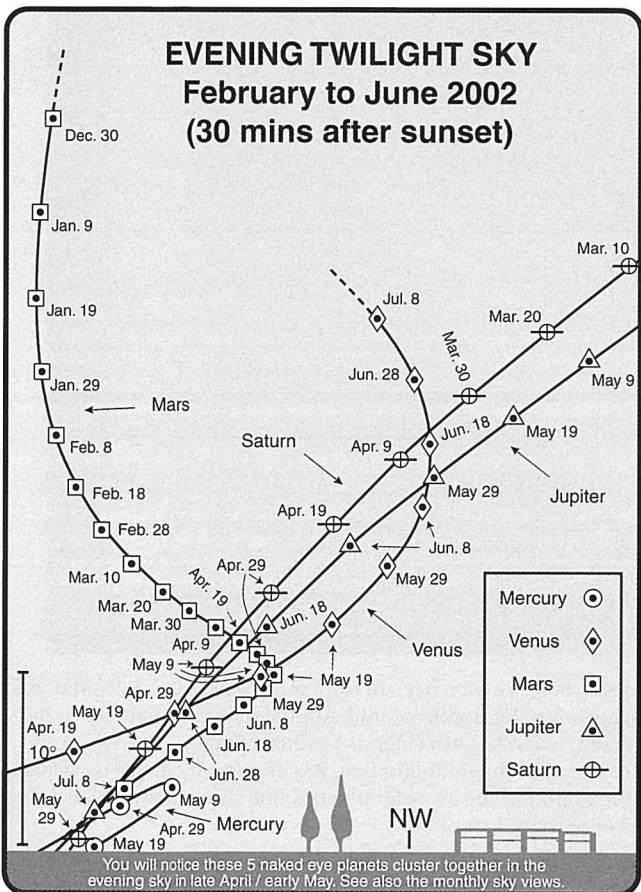 EVENING TWILIGHT SKY
February to June 2002
(30 mins after sunset)
Dec. 30
Jan. 9
Mar. 10
Jan. 19
Jul. 8
Mar. 20
Mar. 30
Jan. 29
Jun. 28
May 9
Mars
Feb. 8
Saturn
Apr. 9
Jun. 18
May 19
Feb. 18
May 29
Jupiter
Feb. 28
Apr. 19
Jun. 8
Mar. 10
Apr. 29
Apr. 19
May 29
Mar. 20
Mar. 30
Jun. 18
Apr. 9
Venus
May 9
May 19
Apr. 29
May 29
Apr. 19
May 19
Jun. 8
10°
Jun. 18
Jul. 8
Jun. 28
May 29
May 9
Mercury
Apr. 29
May 19
NW
Mercury
Venus
Mars
Jupiter
Saturn
You will notice these 5 naked eye planets cluster together in the
evening sky in late April / early May. See also the monthly sky views.